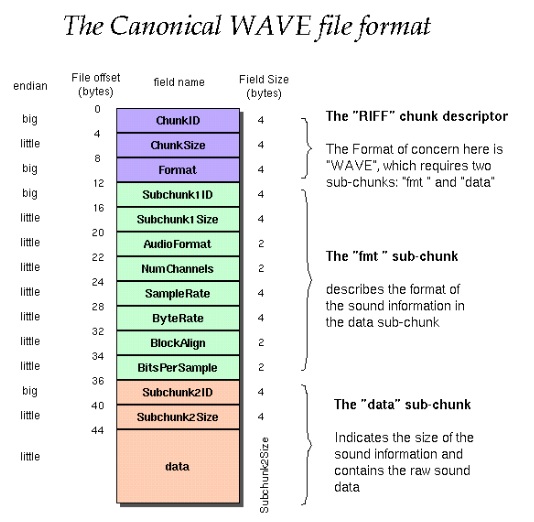 The Canonical WAVE file format
endian
File offset
(bytes)
field name
Field Size
(bytes)
0
big ChunkID 4
4
little ChunkSize 4
8
big Format 4
12
big Subchunk1ID 4
16
little Subchunk1Size 4
20
little AudioFormat 2
22
little NumChannels 2
24
little SampleRate 4
28
little ByteRate 4
32
little BlockAlign 2
34
little BitsPerSample 2
36
big Subchunk2ID 4
40
little Subchunk2Size 4
44
little data Subchunk2Size
The "RIFF" chunk descriptor
The Format of concern here is
"WAVE", which requires two
sub-chunks: "fmt " and "data"
The "fmt " sub-chunk
describes the format of
the sound information in
the data sub-chunk
The "data" sub-chunk
Indicates the size of the
sound information and
contains the raw sound
data